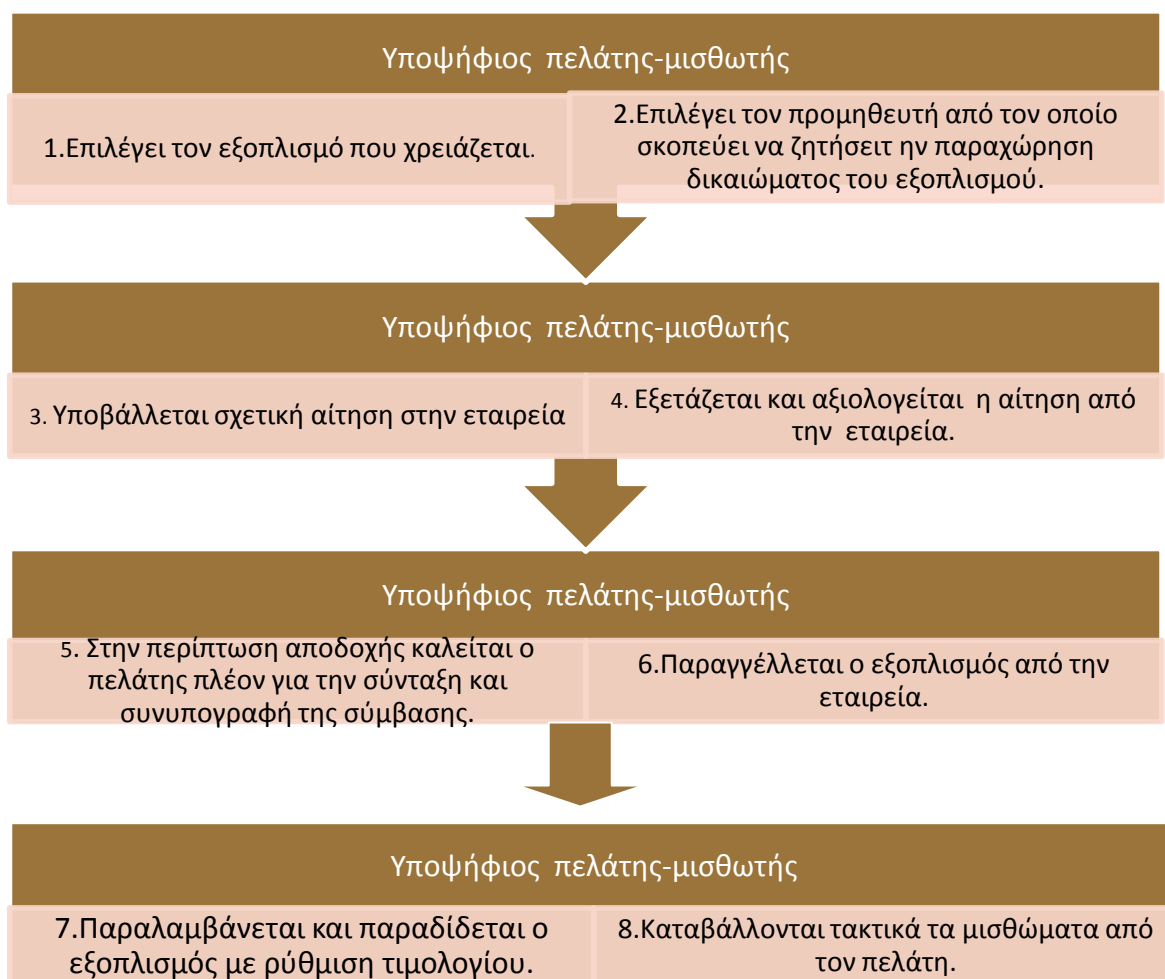 Υποψήφιος πελάτης-μισθωτής
1.Επιλέγει τον εξοπλισμό που χρειάζεται.
2.Επιλέγει τον προμηθευτή από τον οποίο
σκοπεύει να ζητήσειτ ην παραχώρηση
δικαιώματος του εξοπλισμού.
Υποψήφιος πελάτης-μισθωτής
3. Υποβάλλεται σχετική αίτηση στην εταιρεία
4. Εξετάζεται και αξιολογείται η αίτηση από
την εταιρεία.
Υποψήφιος πελάτης-μισθωτής
5. Στην περίπτωση αποδοχής καλείται ο
πελάτης πλέον για την σύνταξη και
συνυπογραφή της σύμβασης.
6.Παραγγέλλεται ο εξοπλισμός από την
εταιρεία.
Υποψήφιος πελάτης-μισθωτής
7.Παραλαμβάνεται και παραδίδεται ο
εξοπλισμός με ρύθμιση τιμολογίου.
8.Καταβάλλονται τακτικά τα μισθώματα από
τον πελάτη.